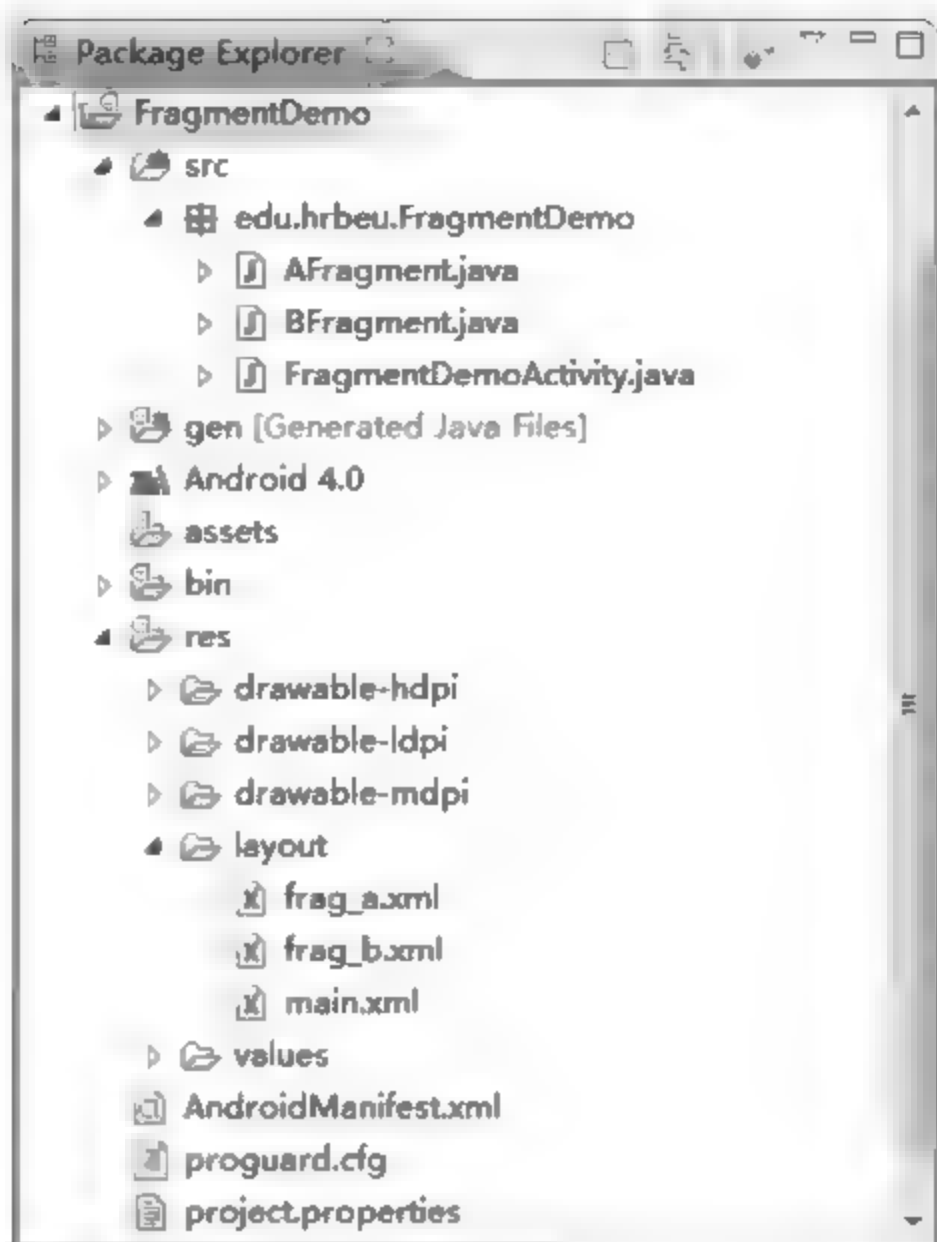 Package Explorer
FragmentDemo
src
edu.hrbeu.FragmentDemo
AFragment.java
BFragment.java
FragmentDemoActivity.java
gen [Generated Java Files]
Android 4.0
assets
bin
res
drawable-hdpi
drawable-ldpi
drawable-mdpi
layout
frag_a.xml
frag_b.xml
main.xml
values
AndroidManifest.xml
proguard.cfg
project.properties